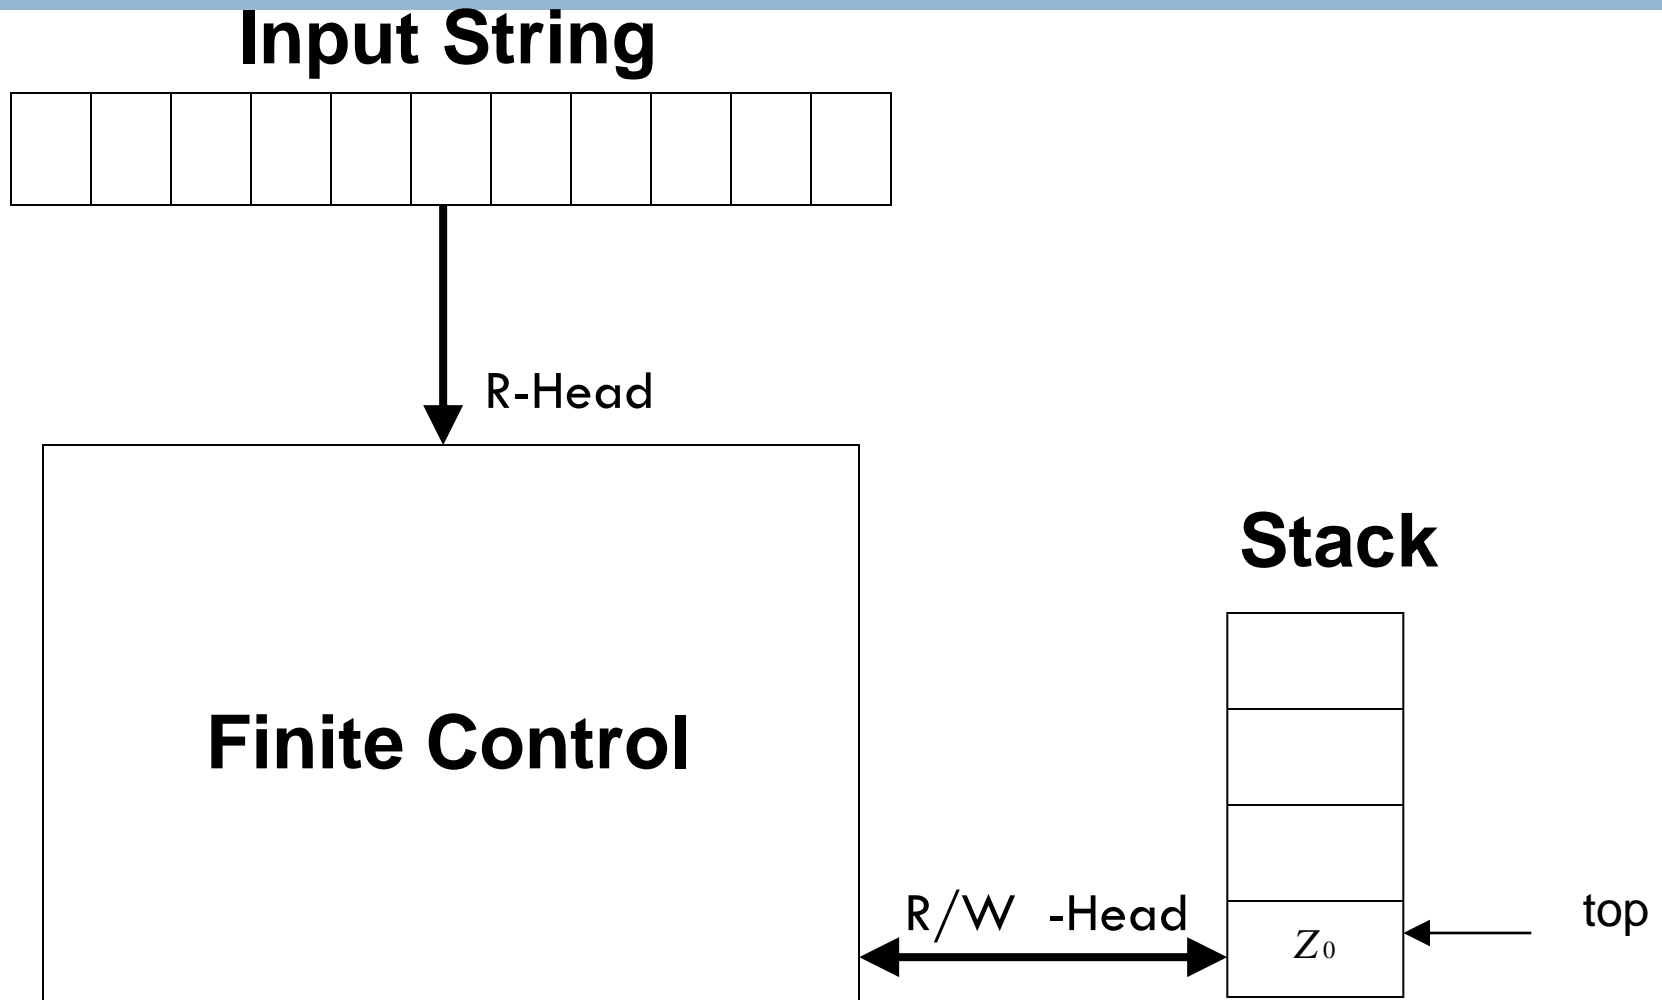 Input String
R-Head
Stack
Finite Control
R/W -Head
top
Z0